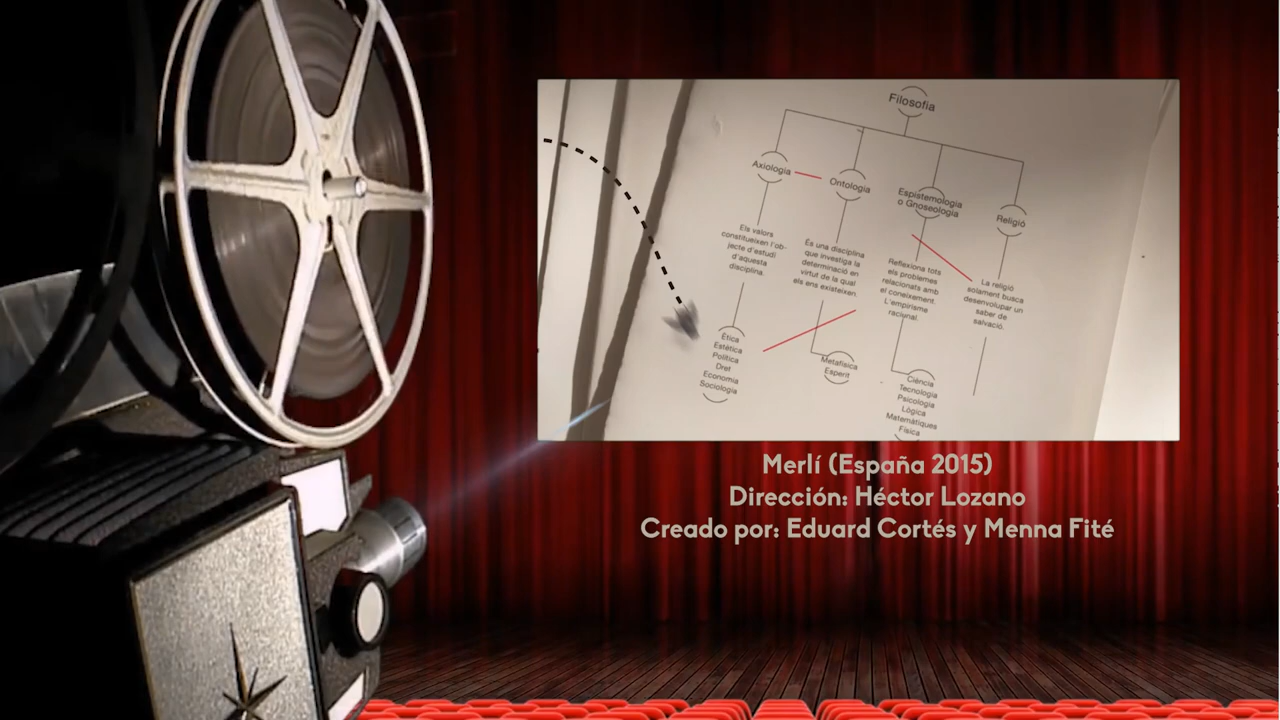 Filosofia
Axiologia
Ontologia
Espistemologia
o Gnoseologia
Religió
Els valors
constitueixen l'ob-
jecte d'estudi
d'aquesta
disciplina.
És una disciplina
que investiga la
determinació en
virtut de la qual
els ens existeixen.
Reflexiona tots
els problemes
relacionats amb
el coneixement.
L'empirisme
racional.
La religió
solament busca
desenvolupar un
saber de
salvació.
Ètica
Estètica
Política
Dret
Economia
Sociologia
Metafísica
Esperit
Ciència
Tecnologia
Psicologia
Lògica
Matemàtiques
Física
Merlí (España 2015)
Dirección: Héctor Lozano
Creado por: Eduard Cortés y Menna Fité